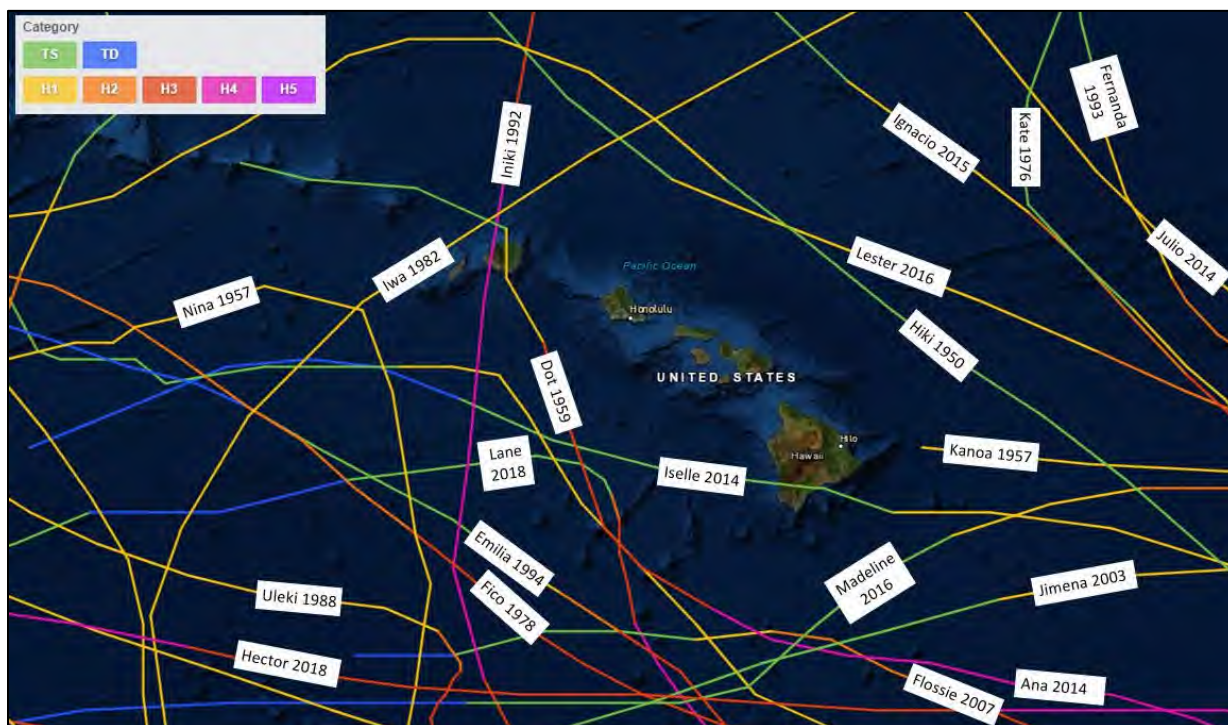 Category
TS TD
H1 H2 H3 H4 H5
Iniki 1992
Fernanda
1993
Kate 1976
Ignacio 2015
Julio 2014
Iwa 1982
Lester 2016
Pacific Ocean
Nina 1957
Honolulu
Hiki 1950
Dot 1959
UNITED STATES
Hilo
Hawaii
Kanoa 1957
Lane
2018
Iselle 2014
Emilia 1994
Madeline
2016
Jimena 2003
Uleki 1988
Fico 1978
Hector 2018
Flossie 2007
Ana 2014